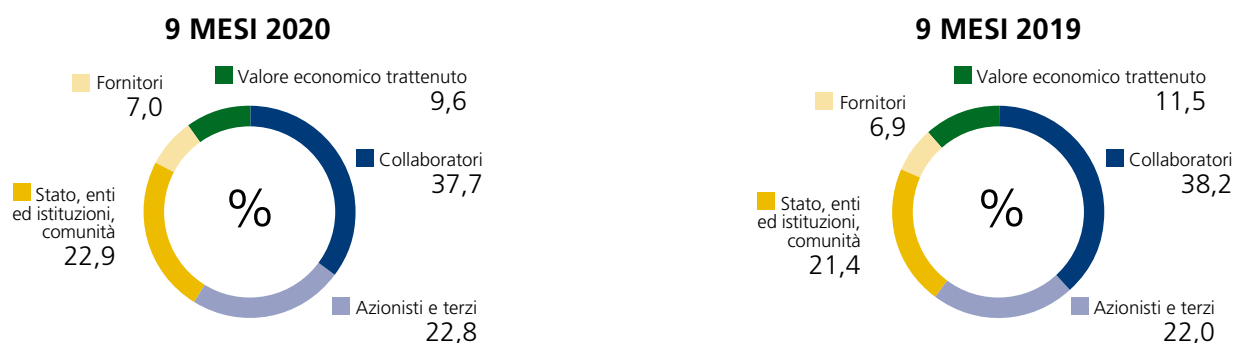 9 MESI 2020
Valore economico trattenuto
9,6
Fornitori
7,0
Collaboratori
37,7
%
Stato, enti
ed istituzioni,
comunità
22,9
Azionisti e terzi
22,8
9 MESI 2019
Valore economico trattenuto
11,5
Fornitori
6,9
Collaboratori
38,2
%
Stato, enti
ed istituzioni,
comunità
21,4
Azionisti e terzi
22,0